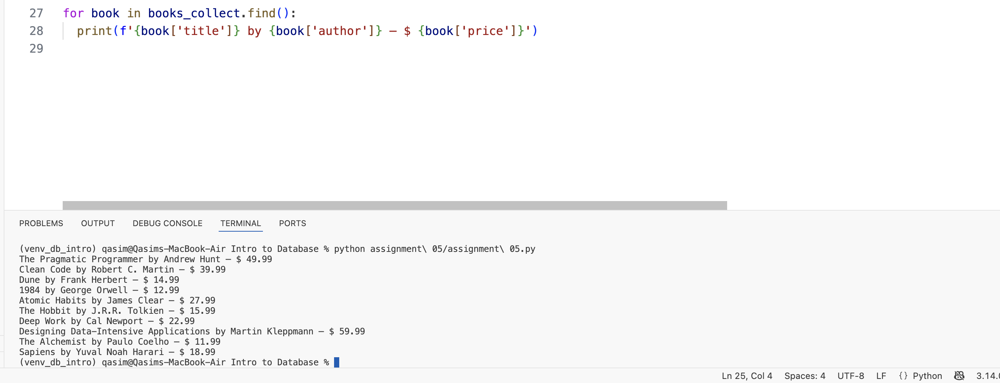 27 for book in books_collect.find():
28 print(f'{book['title']} by {book['author']} — $ {book['price']}')
29
PROBLEMS OUTPUT DEBUG CONSOLE TERMINAL PORTS
(venv_db_intro) qasim@Qasims-MacBook-Air Intro to Database % python assignment\ 05/assignment\ 05.py
The Pragmatic Programmer by Andrew Hunt — $ 49.99
Clean Code by Robert C. Martin — $ 39.99
Dune by Frank Herbert — $ 14.99
1984 by George Orwell — $ 12.99
Atomic Habits by James Clear — $ 27.99
The Hobbit by J.R.R. Tolkien — $ 15.99
Deep Work by Cal Newport — $ 22.99
Designing Data-Intensive Applications by Martin Kleppmann — $ 59.99
The Alchemist by Paulo Coelho — $ 11.99
Sapiens by Yuval Noah Harari — $ 18.99
(venv_db_intro) qasim@Qasims-MacBook-Air Intro to Database %
Ln 25, Col 4 Spaces: 4 UTF-8 LF {} Python 3.14.